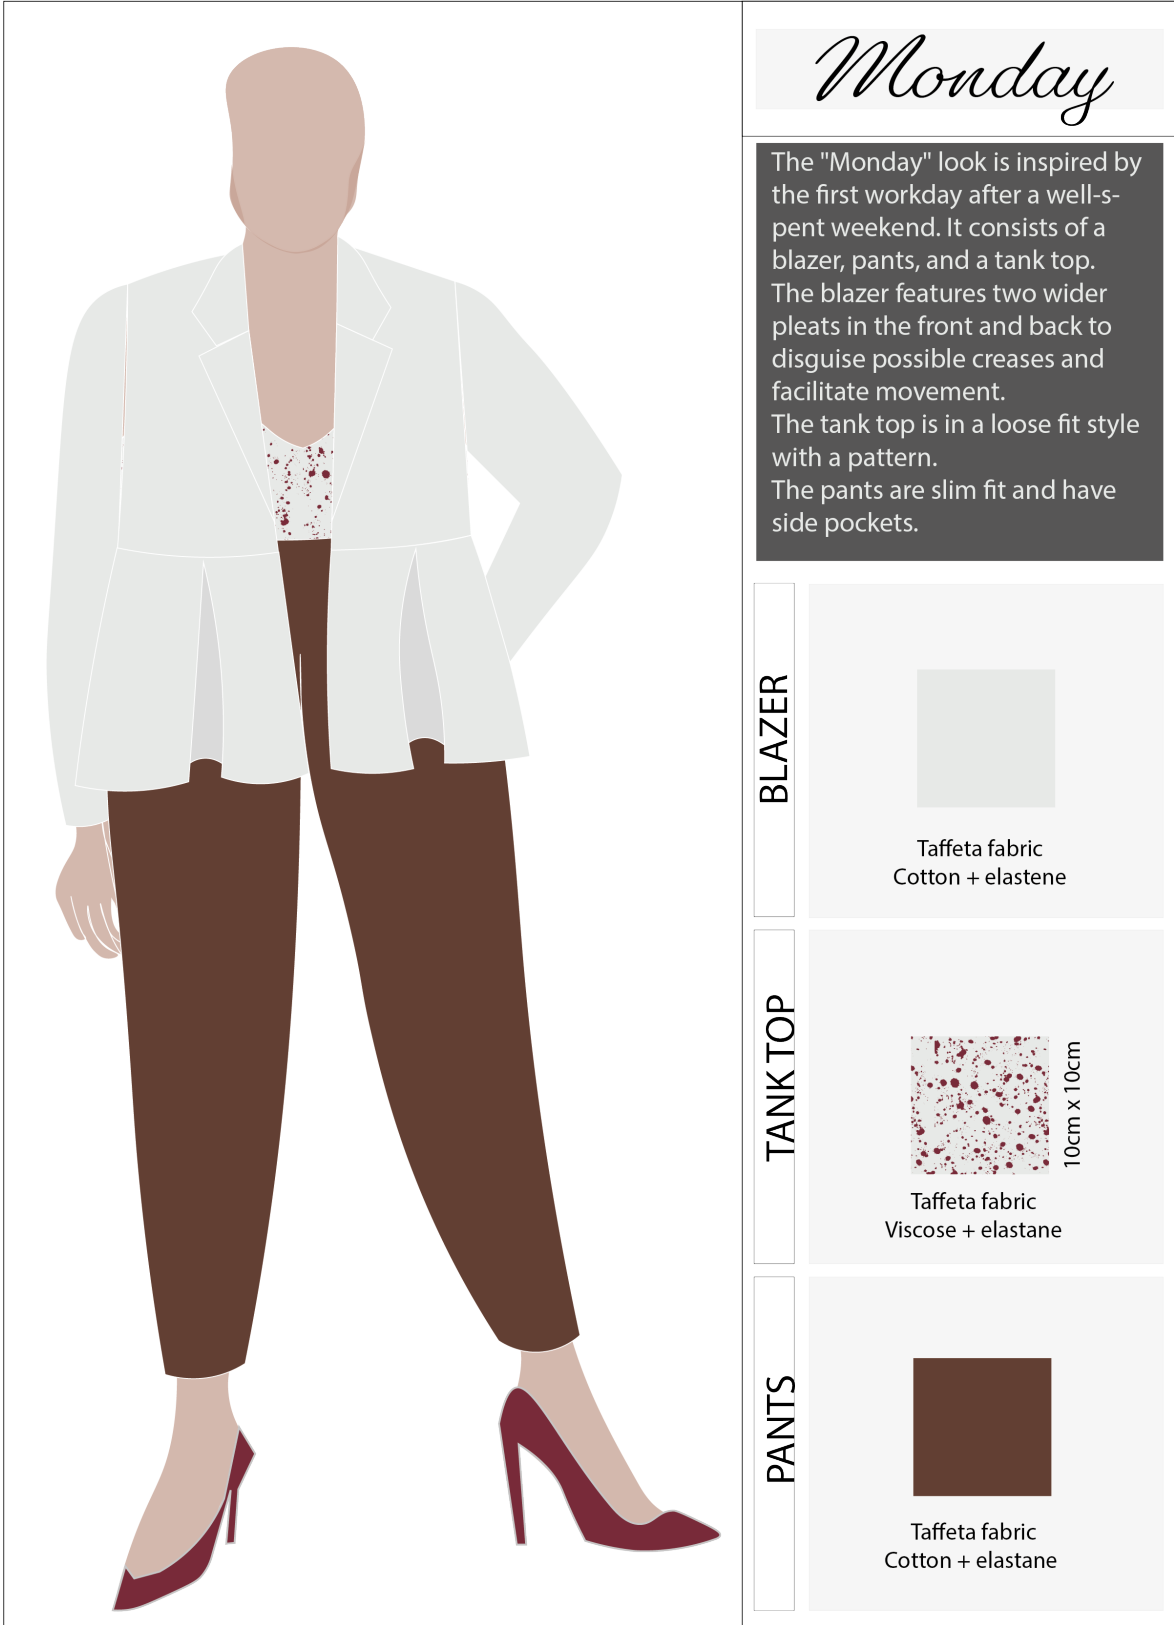 Monday
The "Monday" look is inspired by
the first workday after a well-s-
pent weekend. It consists of a
blazer, pants, and a tank top.
The blazer features two wider
pleats in the front and back to
disguise possible creases and
facilitate movement.
The tank top is in a loose fit style
with a pattern.
The pants are slim fit and have
side pockets.
BLAZER
Taffeta fabric
Cotton + elastene
TANK TOP
10cm x 10cm
Taffeta fabric
Viscose + elastane
PANTS
Taffeta fabric
Cotton + elastane